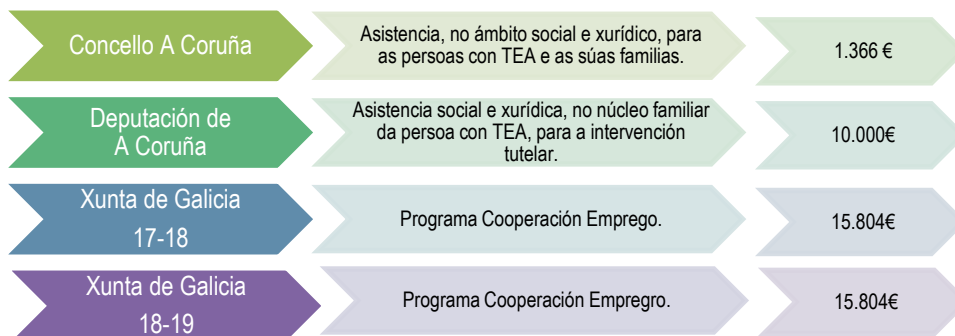 Concello A Coruña
Asistencia, no ámbito social e xurídico, para
as persoas con TEA e as súas familias.
1.366 €
Deputación de
A Coruña
Asistencia social e xurídica, no núcleo familiar
da persoa con TEA, para a intervención
tutelar.
10.000€
Xunta de Galicia
17-18
Programa Cooperación Emprego.
15.804€
Xunta de Galicia
18-19
Programa Cooperación Empregro.
15.804€